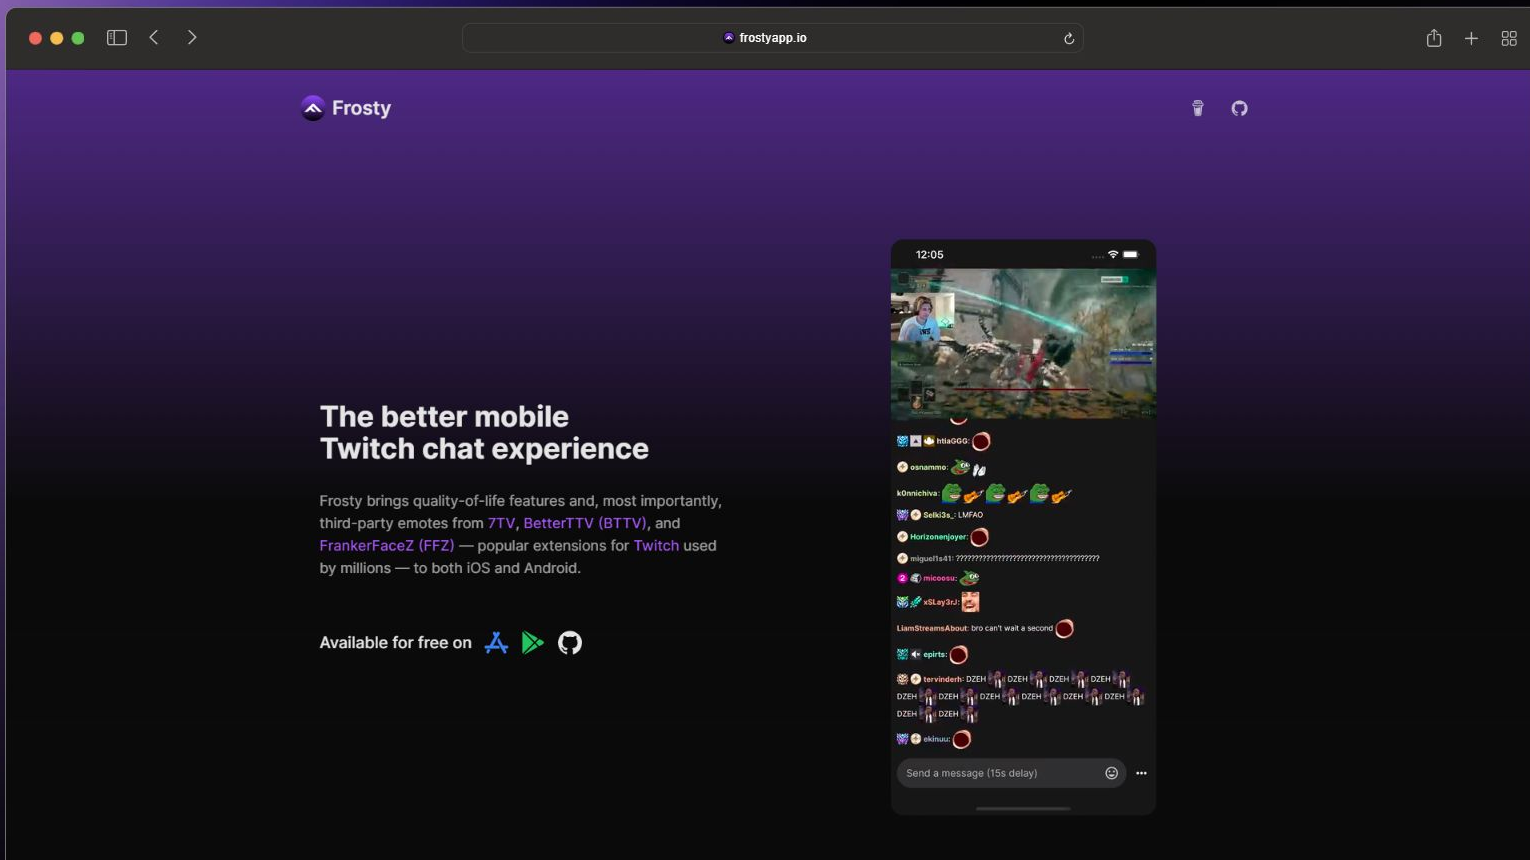 frostyapp.io
Frosty
The better mobile
Twitch chat experience
Frosty brings quality-of-life features and, most importantly,
third-party emotes from 7TV, BetterTTV (BTTV), and
FrankerFaceZ (FFZ) — popular extensions for Twitch used
by millions — to both iOS and Android.
Available for free on
12:05
htiaGGG:
osnammo:
k0nnichiva:
Selki3s_: LMFAO
Horizonenjoyer:
miguel1s41: ????????????????????????????????????
2 micoosu:
xSLay3rJ:
LiamStreamsAbout: bro can't wait a second
epirts:
tervinderh: DZEH DZEH DZEH DZEH
DZEH DZEH DZEH DZEH DZEH DZEH
DZEH DZEH
ekinuu:
Send a message (15s delay)